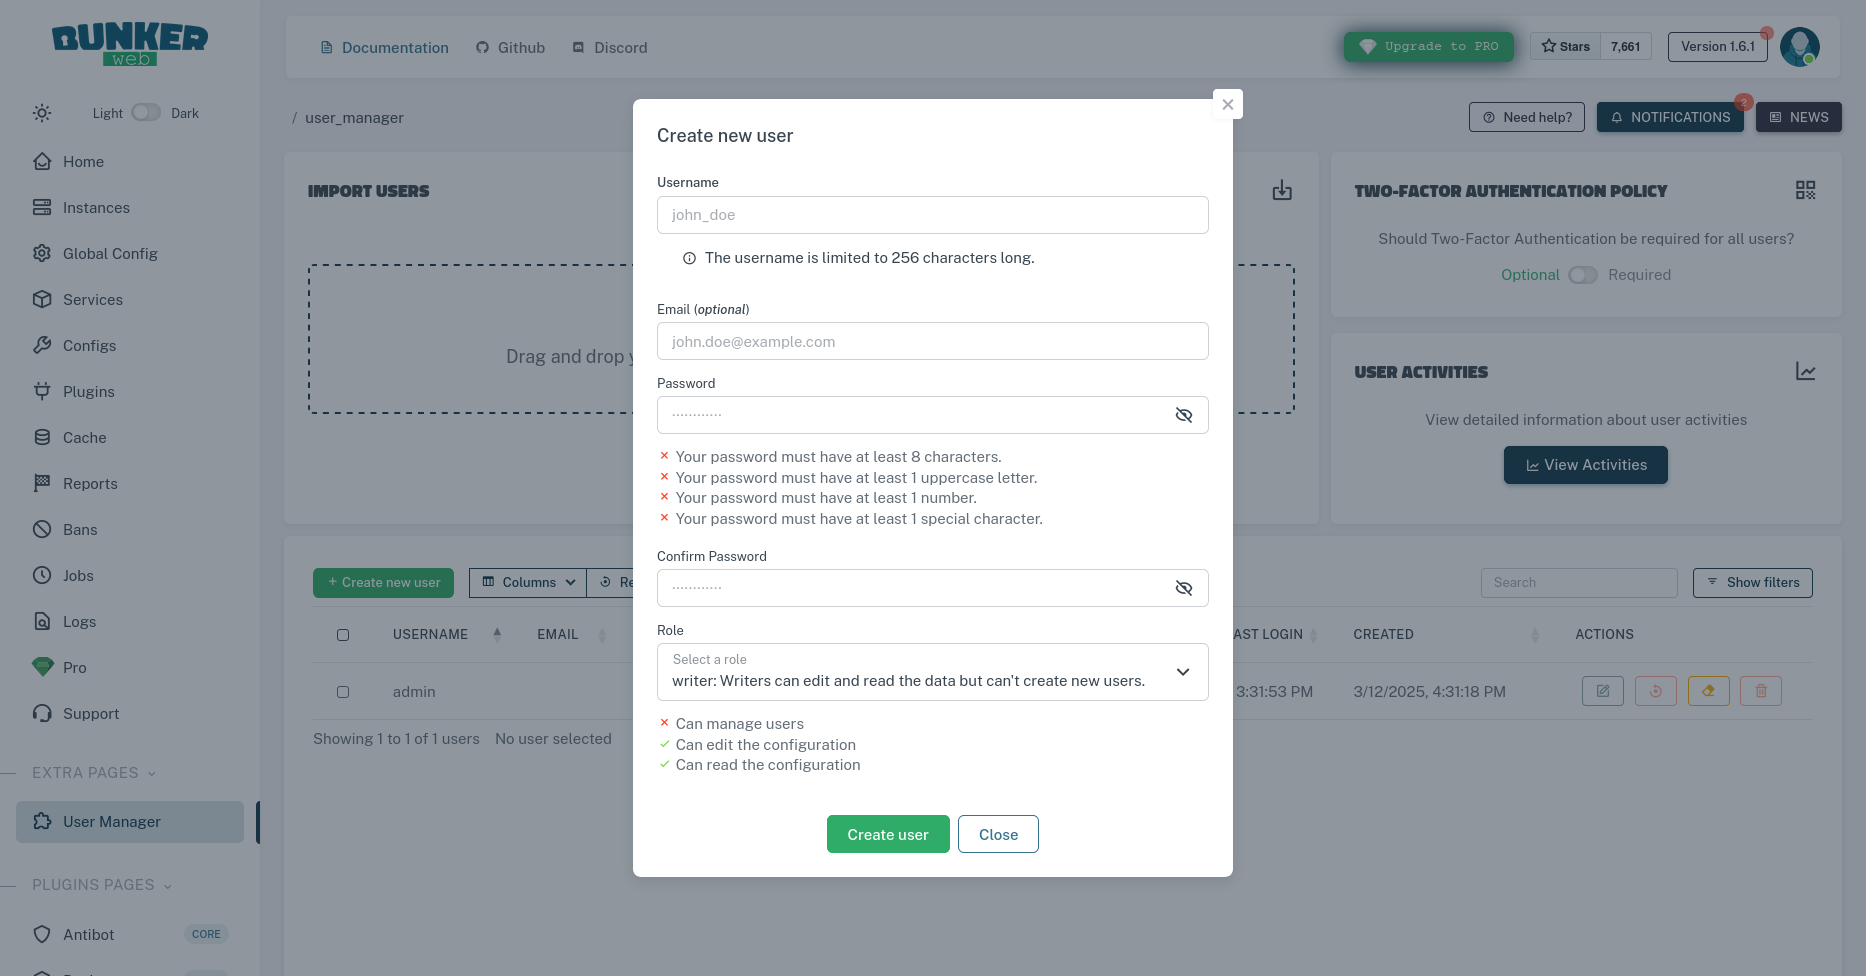 BUNKER
web
Documentation
Github
Discord
Upgrade to PRO
Stars
7,661
Version 1.6.1
Light
Dark
/ user_manager
Need help?
NOTIFICATIONS
2
NEWS
Home
Instances
Global Config
Services
Configs
Plugins
Cache
Reports
Bans
Jobs
Logs
Pro
Support
EXTRA PAGES
User Manager
PLUGINS PAGES
Antibot
CORE
IMPORT USERS
Drag and drop
TWO-FACTOR AUTHENTICATION POLICY
Should Two-Factor Authentication be required for all users?
Optional
Required
USER ACTIVITIES
View detailed information about user activities
View Activities
+ Create new user
Columns
Search
Show filters
USERNAME
EMAIL
AST LOGIN
CREATED
ACTIONS
admin
3:31:53 PM
3/12/2025, 4:31:18 PM
Showing 1 to 1 of 1 users
No user selected
Create new user
Username
john_doe
The username is limited to 256 characters long.
Email (optional)
john.doe@example.com
Password
············
Your password must have at least 8 characters.
Your password must have at least 1 uppercase letter.
Your password must have at least 1 number.
Your password must have at least 1 special character.
Confirm Password
············
Role
Select a role
writer: Writers can edit and read the data but can't create new users.
Can manage users
Can edit the configuration
Can read the configuration
Create user
Close